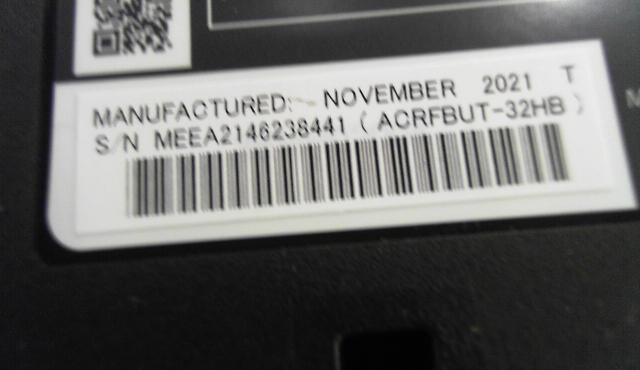 MANUFACTURED: NOVEMBER 2021 T
S/N MEEA2146238441 ( ACRFBUT-32HB )
M